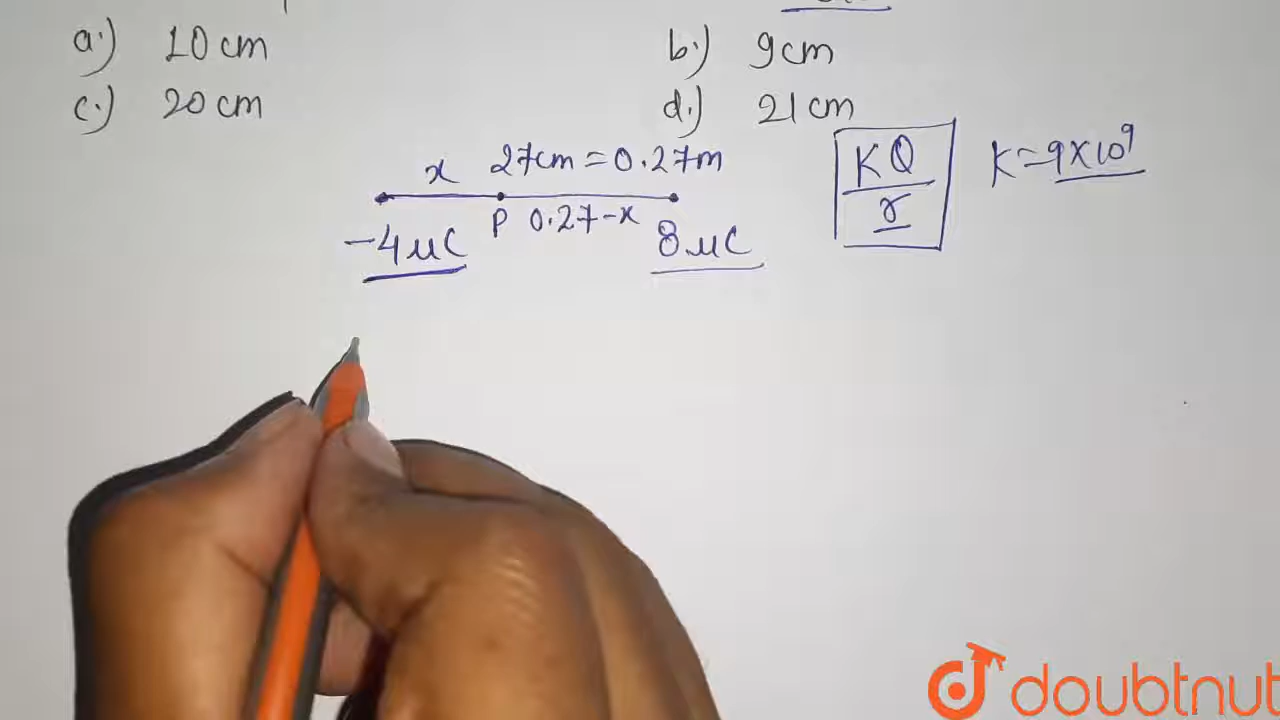 a.) 10 cm
b.) 9cm
c.) 20 cm
d.) 21 cm
x 27cm = 0.27m
P 0.27-x
-4μC
8μC
KQ
r
K=9×10⁹
doubtnut